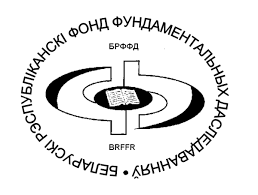 БЕЛАРУСКІ РЭСПУБЛІКАНСКІ ФОНД ФУНДАМЕНТАЛЬНЫХ ДАСЛЕДАВАННЯЎ •
БРФФД
BRFFR